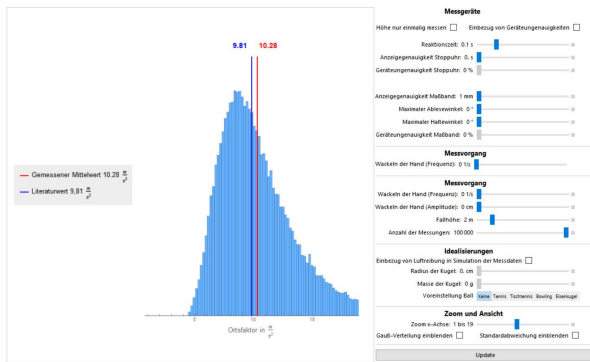 9.81 10.28
Gemessener Mittelwert 10.28 m/s²
Literaturwert 9,81 m/s²
5 10 15
Ortsfaktor in m/s²
Messgeräte
Höhe nur einmalig messen Einbezug von Geräteungenauigkeiten
Reaktionszeit: 0.1 s
Anzeigegenauigkeit Stoppuhr: 0. s
Geräteungenauigkeit Stoppuhr: 0 %
Anzeigegenauigkeit Maßband: 1 mm
Maximaler Ablesewinkel: 0 °
Maximaler Haltewinkel: 0 °
Geräteungenauigkeit Maßband: 0 %
Messvorgang
Wackeln der Hand (Frequenz): 0 1/s
Messvorgang
Wackeln der Hand (Frequenz): 0 1/s
Wackeln der Hand (Amplitude): 0 cm
Fallhöhe: 2 m
Anzahl der Messungen: 100 000
Idealisierungen
Einbezug von Luftreibung in Simulation der Messdaten
Radius der Kugel: 0. cm
Masse der Kugel: 0 g
Voreinstellung Ball Keine Tennis Tischtennis Bowling Eisenkugel
Zoom und Ansicht
Zoom x-Achse: 1 bis 19
Gauß-Verteilung einblenden Standardabweichung einblenden
Update